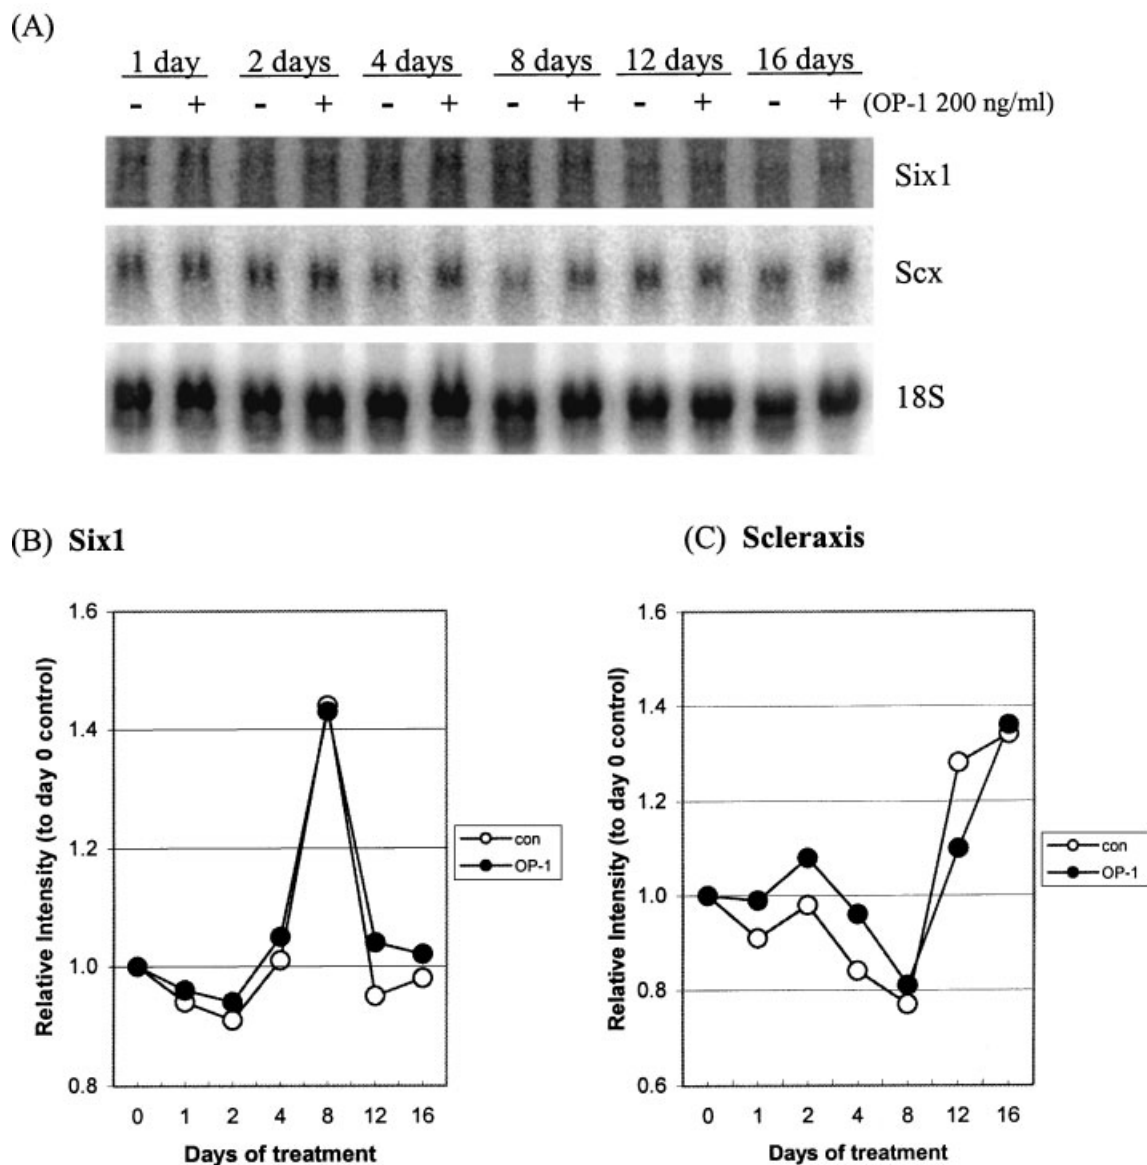 (A)
1 day 2 days 4 days 8 days 12 days 16 days
- + - + - + - + - + - + (OP-1 200 ng/ml)
Six1
Scx
18S
(B) Six1
1.6
1.4
1.2
1.0
0.8
Relative Intensity (to day 0 control)
0 1 2 4 8 12 16
Days of treatment
con
OP-1
(C) Scleraxis
1.6
1.4
1.2
1.0
0.8
0.6
Relative Intensity (to day 0 control)
0 1 2 4 8 12 16
Days of treatment
con
OP-1